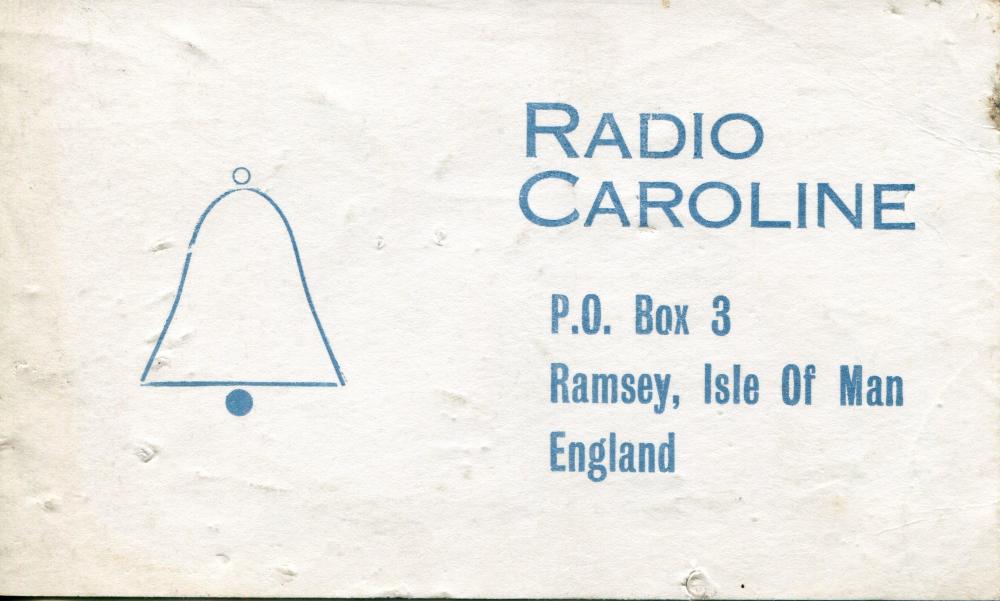 RADIO
CAROLINE
P.O. Box 3
Ramsey, Isle Of Man
England